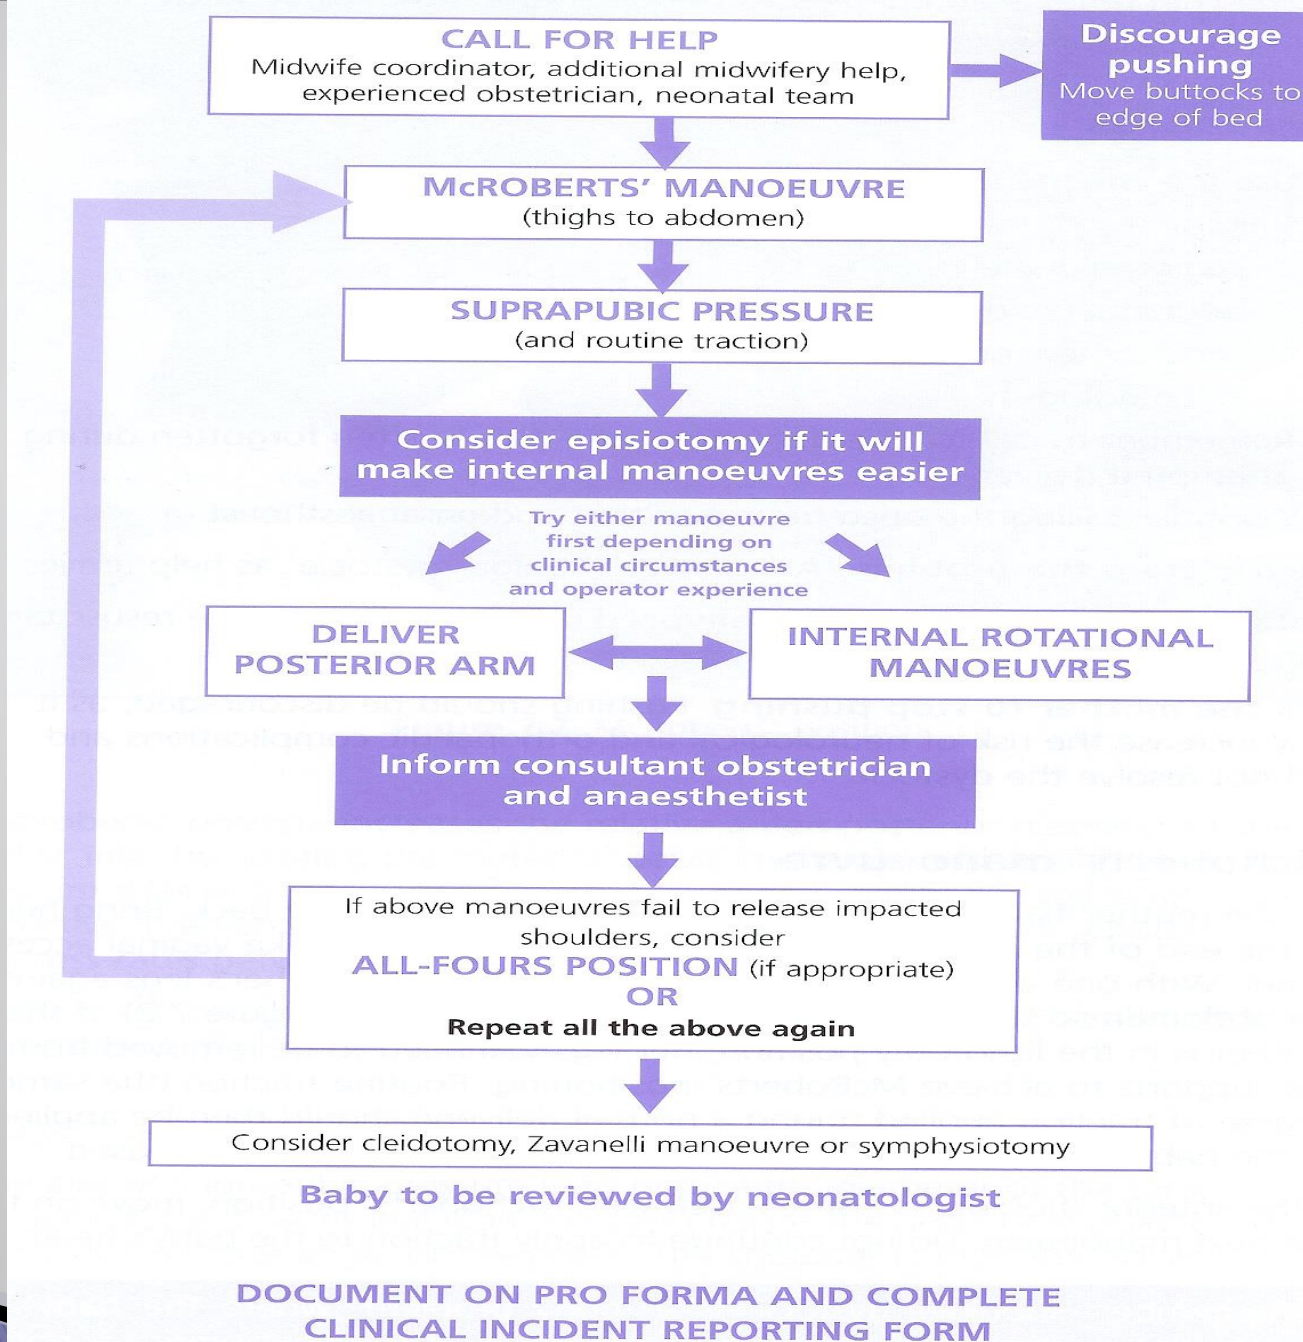 CALL FOR HELP
Midwife coordinator, additional midwifery help,
experienced obstetrician, neonatal team
Discourage
pushing
Move buttocks to
edge of bed
McROBERTS’ MANOEUVRE
(thighs to abdomen)
SUPRAPUBIC PRESSURE
(and routine traction)
Consider episiotomy if it will
make internal manoeuvres easier
Try either manoeuvre
first depending on
clinical circumstances
and operator experience
DELIVER
POSTERIOR ARM
INTERNAL ROTATIONAL
MANOEUVRES
Inform consultant obstetrician
and anaesthetist
If above manoeuvres fail to release impacted
shoulders, consider
ALL-FOURS POSITION (if appropriate)
OR
Repeat all the above again
Consider cleidotomy, Zavanelli manoeuvre or symphysiotomy
Baby to be reviewed by neonatologist
DOCUMENT ON PRO FORMA AND COMPLETE
CLINICAL INCIDENT REPORTING FORM